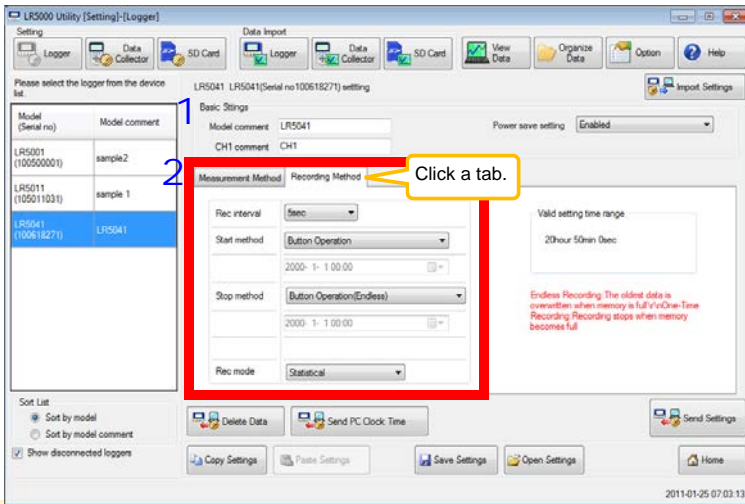 LR5000 Utility [Setting]-[Logger]
Setting
Data Import
Logger
Data Collector
SD Card
Logger
Data Collector
SD Card
View Data
Organize Data
Option
Help
Please select the logger from the device list.
LR5041 LR5041(Serial no100618271) settting
Import Settings
Model (Serial no)
Model comment
LR5001 (100500001)
sample2
LR5011 (105011031)
sample 1
LR5041 (100618271)
LR5041
1
Basic Sttings
Model comment
LR5041
Power save setting
Enabled
CH1 comment
CH1
2
Measurement Method
Recording Method
Click a tab.
Rec interval
5sec
Start method
Button Operation
2000- 1- 1 00:00
Stop method
Button Operation(Endless)
2000- 1- 1 00:00
Rec mode
Statistical
Valid setting time range
20hour 50min 0sec
Endless Recording:The oldest data is
overwritten when memory is full\r\nOne-Time
Recording:Recording stops when memory
becomes full
Sort List
Sort by model
Sort by model comment
Show disconnected loggers
Delete Data
Send PC Clock Time
Send Settings
Copy Settings
Paste Settings
Save Settings
Open Settings
Home
2011-01-25 07:03:13